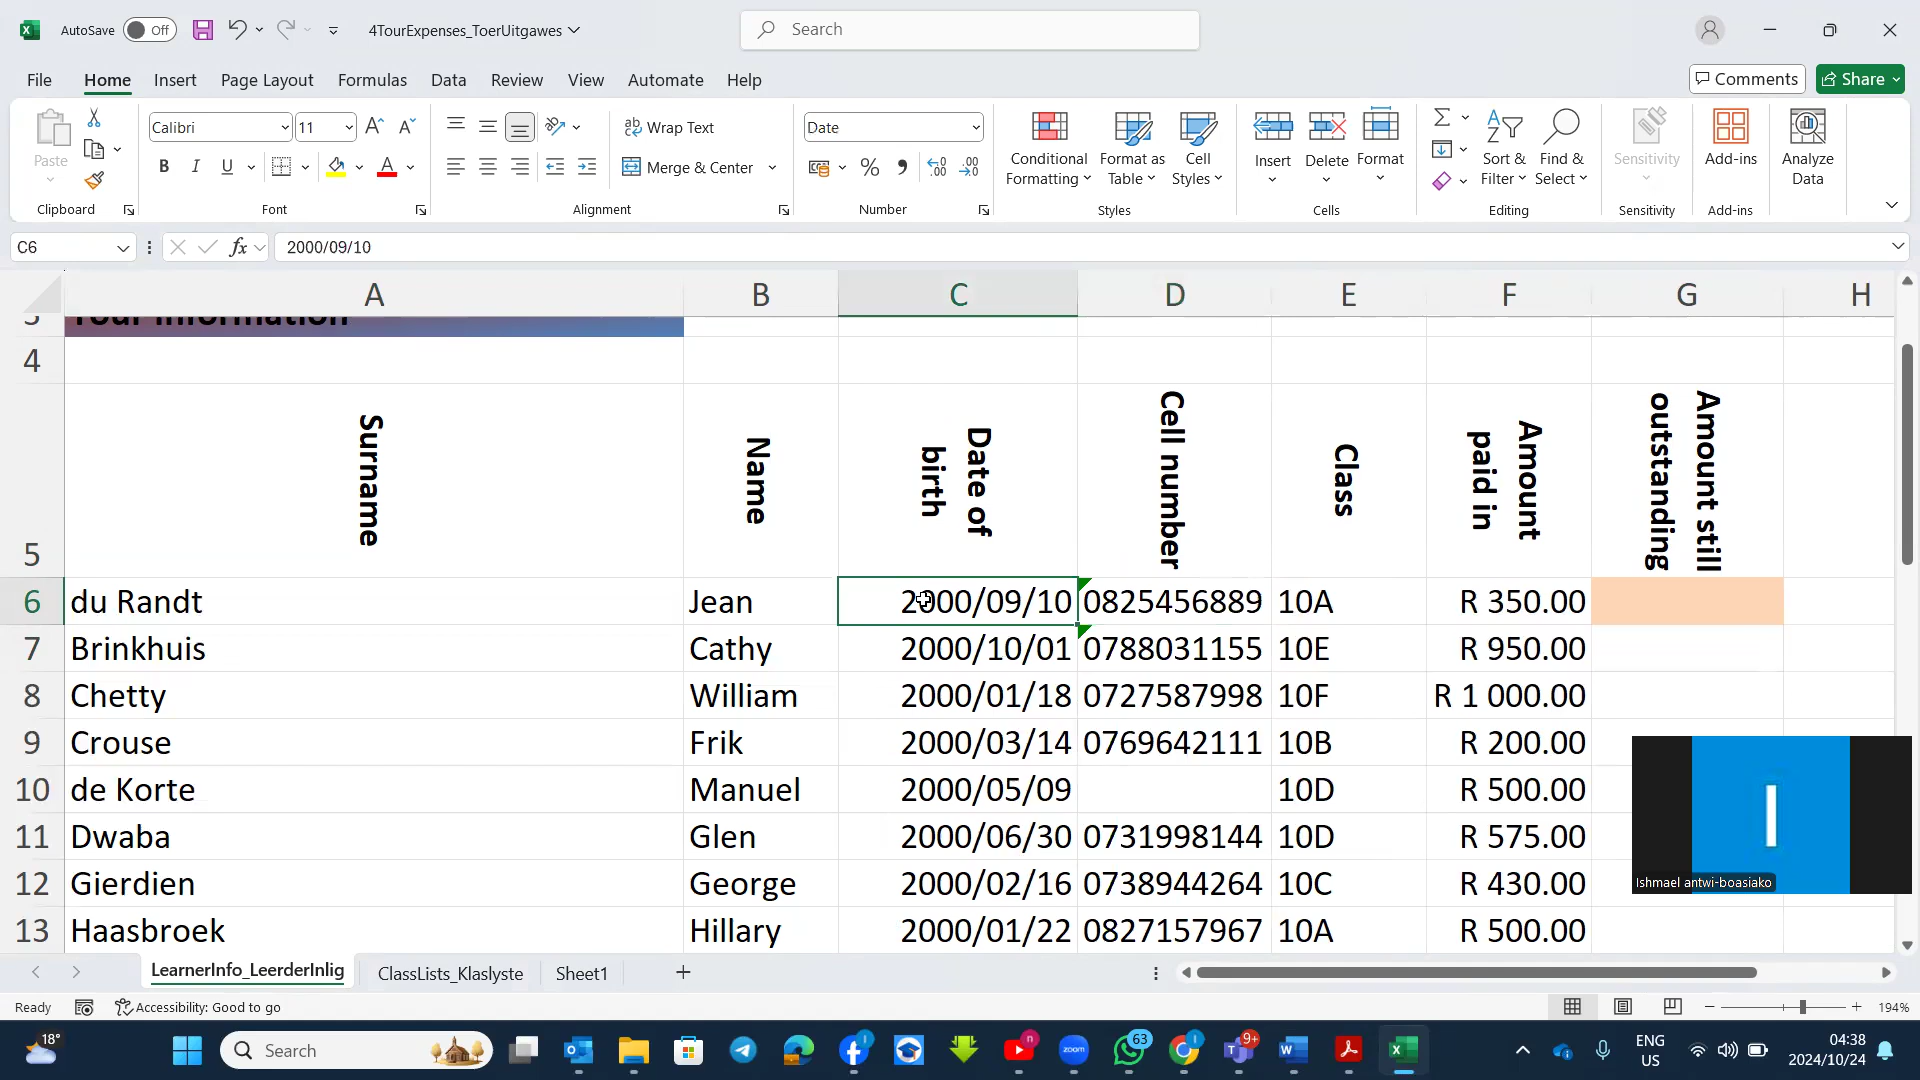 AutoSave Off 4TourExpenses_ToerUitgawes Search
File Home Insert Page Layout Formulas Data Review View Automate Help Comments Share
Paste
Clipboard
Calibri 11
B I U A
Font
Wrap Text
Merge & Center
Alignment
Date
% , .00
Number
Conditional Formatting
Format as Table
Cell Styles
Styles
Insert Delete Format
Cells
Sort & Filter
Find & Select
Editing
Sensitivity
Sensitivity
Add-ins
Add-ins
Analyze Data
C6 fx 2000/09/10
A B C D E F G H
3 Tour Information
4
5 Surname Name Date of birth Cell number Class Amount paid in Amount still outstanding
6 du Randt Jean 2000/09/10 0825456889 10A R 350.00
7 Brinkhuis Cathy 2000/10/01 0788031155 10E R 950.00
8 Chetty William 2000/01/18 0727587998 10F R 1 000.00
9 Crouse Frik 2000/03/14 0769642111 10B R 200.00
10 de Korte Manuel 2000/05/09 10D R 500.00
11 Dwaba Glen 2000/06/30 0731998144 10D R 575.00
12 Gierdien George 2000/02/16 0738944264 10C R 430.00
13 Haasbroek Hillary 2000/01/22 0827157967 10A R 500.00
I
Ishmael antwi-boasiako
LearnerInfo_LeerderInlig ClassLists_Klaslyste Sheet1
Ready Accessibility: Good to go 194%
18° Search zoom 63 9+ ENG US 04:38 2024/10/24